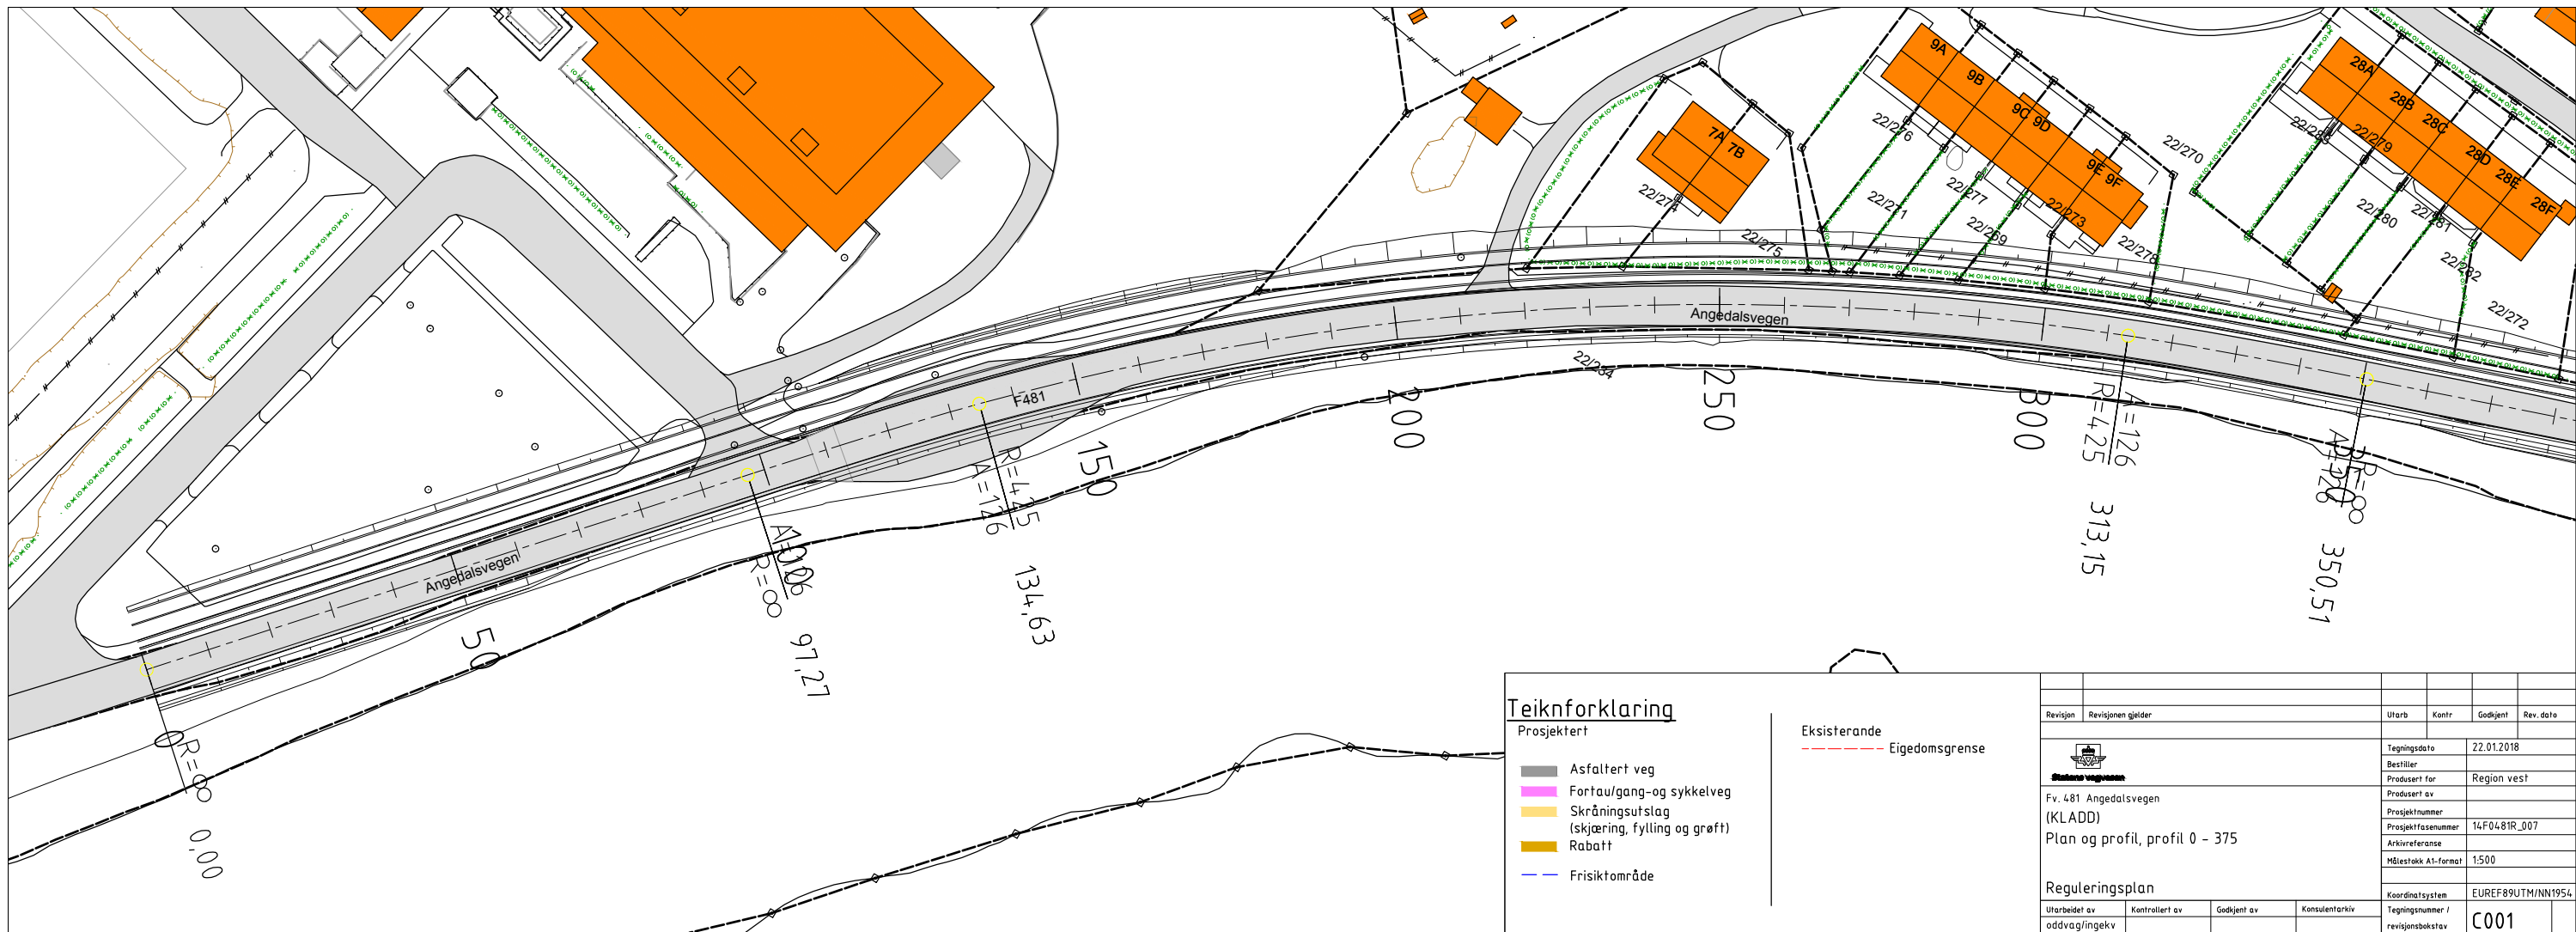 9A
9B
9C 9D
9E 9F
28A
28B
28C
28D
28E
28F
7A 7B
22/276
22/270
22/279
22/274
22/271
22/277
22/273
22/280
22/281
22/275
22/269
22/278
22/282
22/272
Angedalsvegen
22/284
F481
Angedalsvegen
0
50
150
200
250
300
R=∞
0,00
R=∞
97,27
R=425
A=126
134,63
A=126
R=425
313,15
R=∞
350,51
Teiknforklaring
Prosjektert
Asfaltert veg
Fortau/gang-og sykkelveg
Skråningsutslag
(skjæring, fylling og grøft)
Rabatt
Frisiktområde
Eksisterande
Eigedomsgrense
Revisjon Revisjonen gjelder Utarb Kontr Godkjent Rev. dato
Statens vegvesen
Fv. 481 Angedalsvegen
(KLADD)
Plan og profil, profil 0 - 375
Reguleringsplan
Tegningsdato 22.01.2018
Bestiller
Produsert for Region vest
Produsert av
Prosjektnummer
Prosjektfasenummer 14F0481R_007
Arkivreferanse
Målestokk A1-format 1:500
Koordinatsystem EUREF89UTM/NN1954
Utarbeidet av Kontrollert av Godkjent av Konsulentarkiv
oddvag/ingekv
Tegningsnummer /
revisjonsbokstav C001